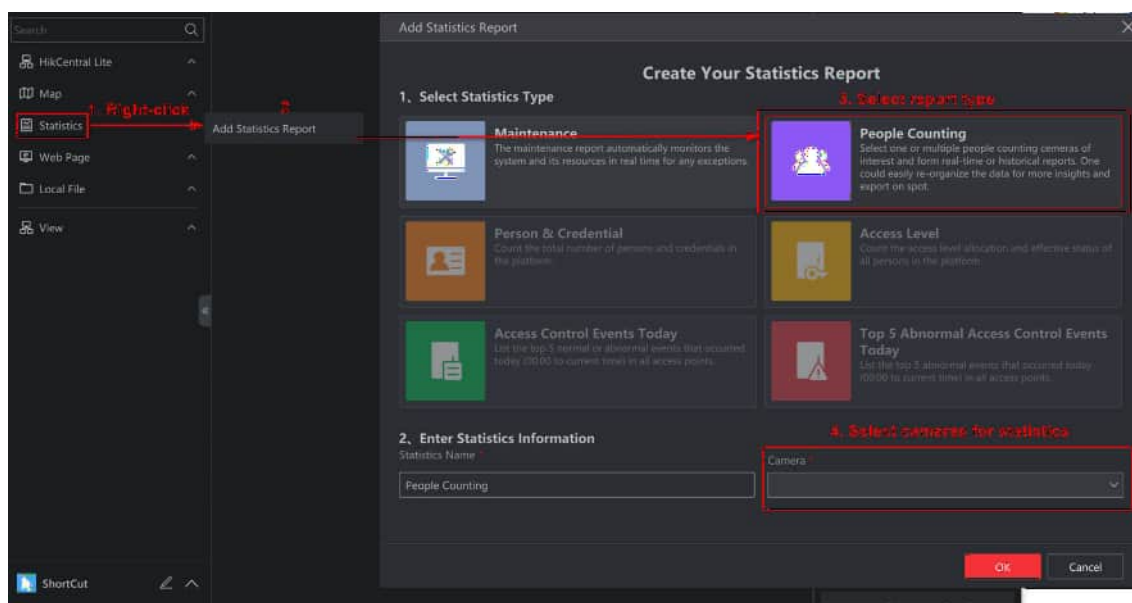 Search
HikCentral Lite
Map
Statistics
Web Page
Local File
View
ShortCut
1. Right-click
2
Add Statistics Report
Add Statistics Report
Create Your Statistics Report
1、Select Statistics Type
3. Select report type
Maintenance
The maintenance report automatically monitors the
system and its resources in real time for any exceptions.
People Counting
Select one or multiple people counting cameras of
interest and form real-time or historical reports. One
could easily re-organize the data for more insights and
export on spot.
Person & Credential
Count the total number of persons and credentials in
the platform.
Access Level
Count the access level allocation and effective status of
all persons in the platform.
Access Control Events Today
List the top 5 normal or abnormal events that occurred
today (00:00 to current time) in all access points.
Top 5 Abnormal Access Control Events
Today
List the top 5 abnormal events that occurred today
(00:00 to current time) in all access points.
2、Enter Statistics Information
4. Select cameras for statistics
Statistics Name *
People Counting
Camera *
OK
Cancel